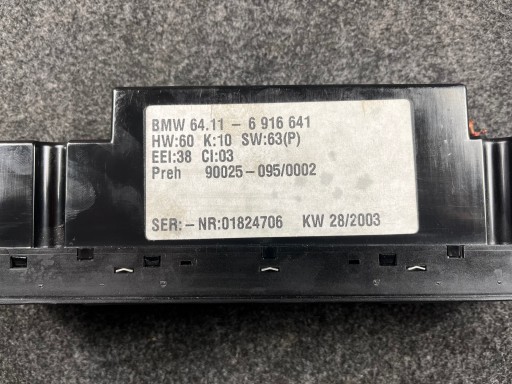 BMW 64.11 - 6 916 641
HW:60 K:10 SW:63(P)
EEI:38 CI:03
Preh 90025-095/0002
SER:-NR:01824706 KW 28/2003